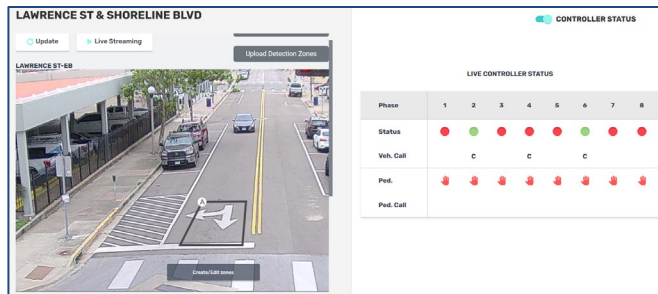 LAWRENCE ST & SHORELINE BLVD
Update
Live Streaming
Upload Detection Zones
LAWRENCE ST-EB
A
Create/Edit zones
CONTROLLER STATUS
LIVE CONTROLLER STATUS
Phase 1 2 3 4 5 6 7 8
Status
Veh. Call C C C
Ped.
Ped. Call